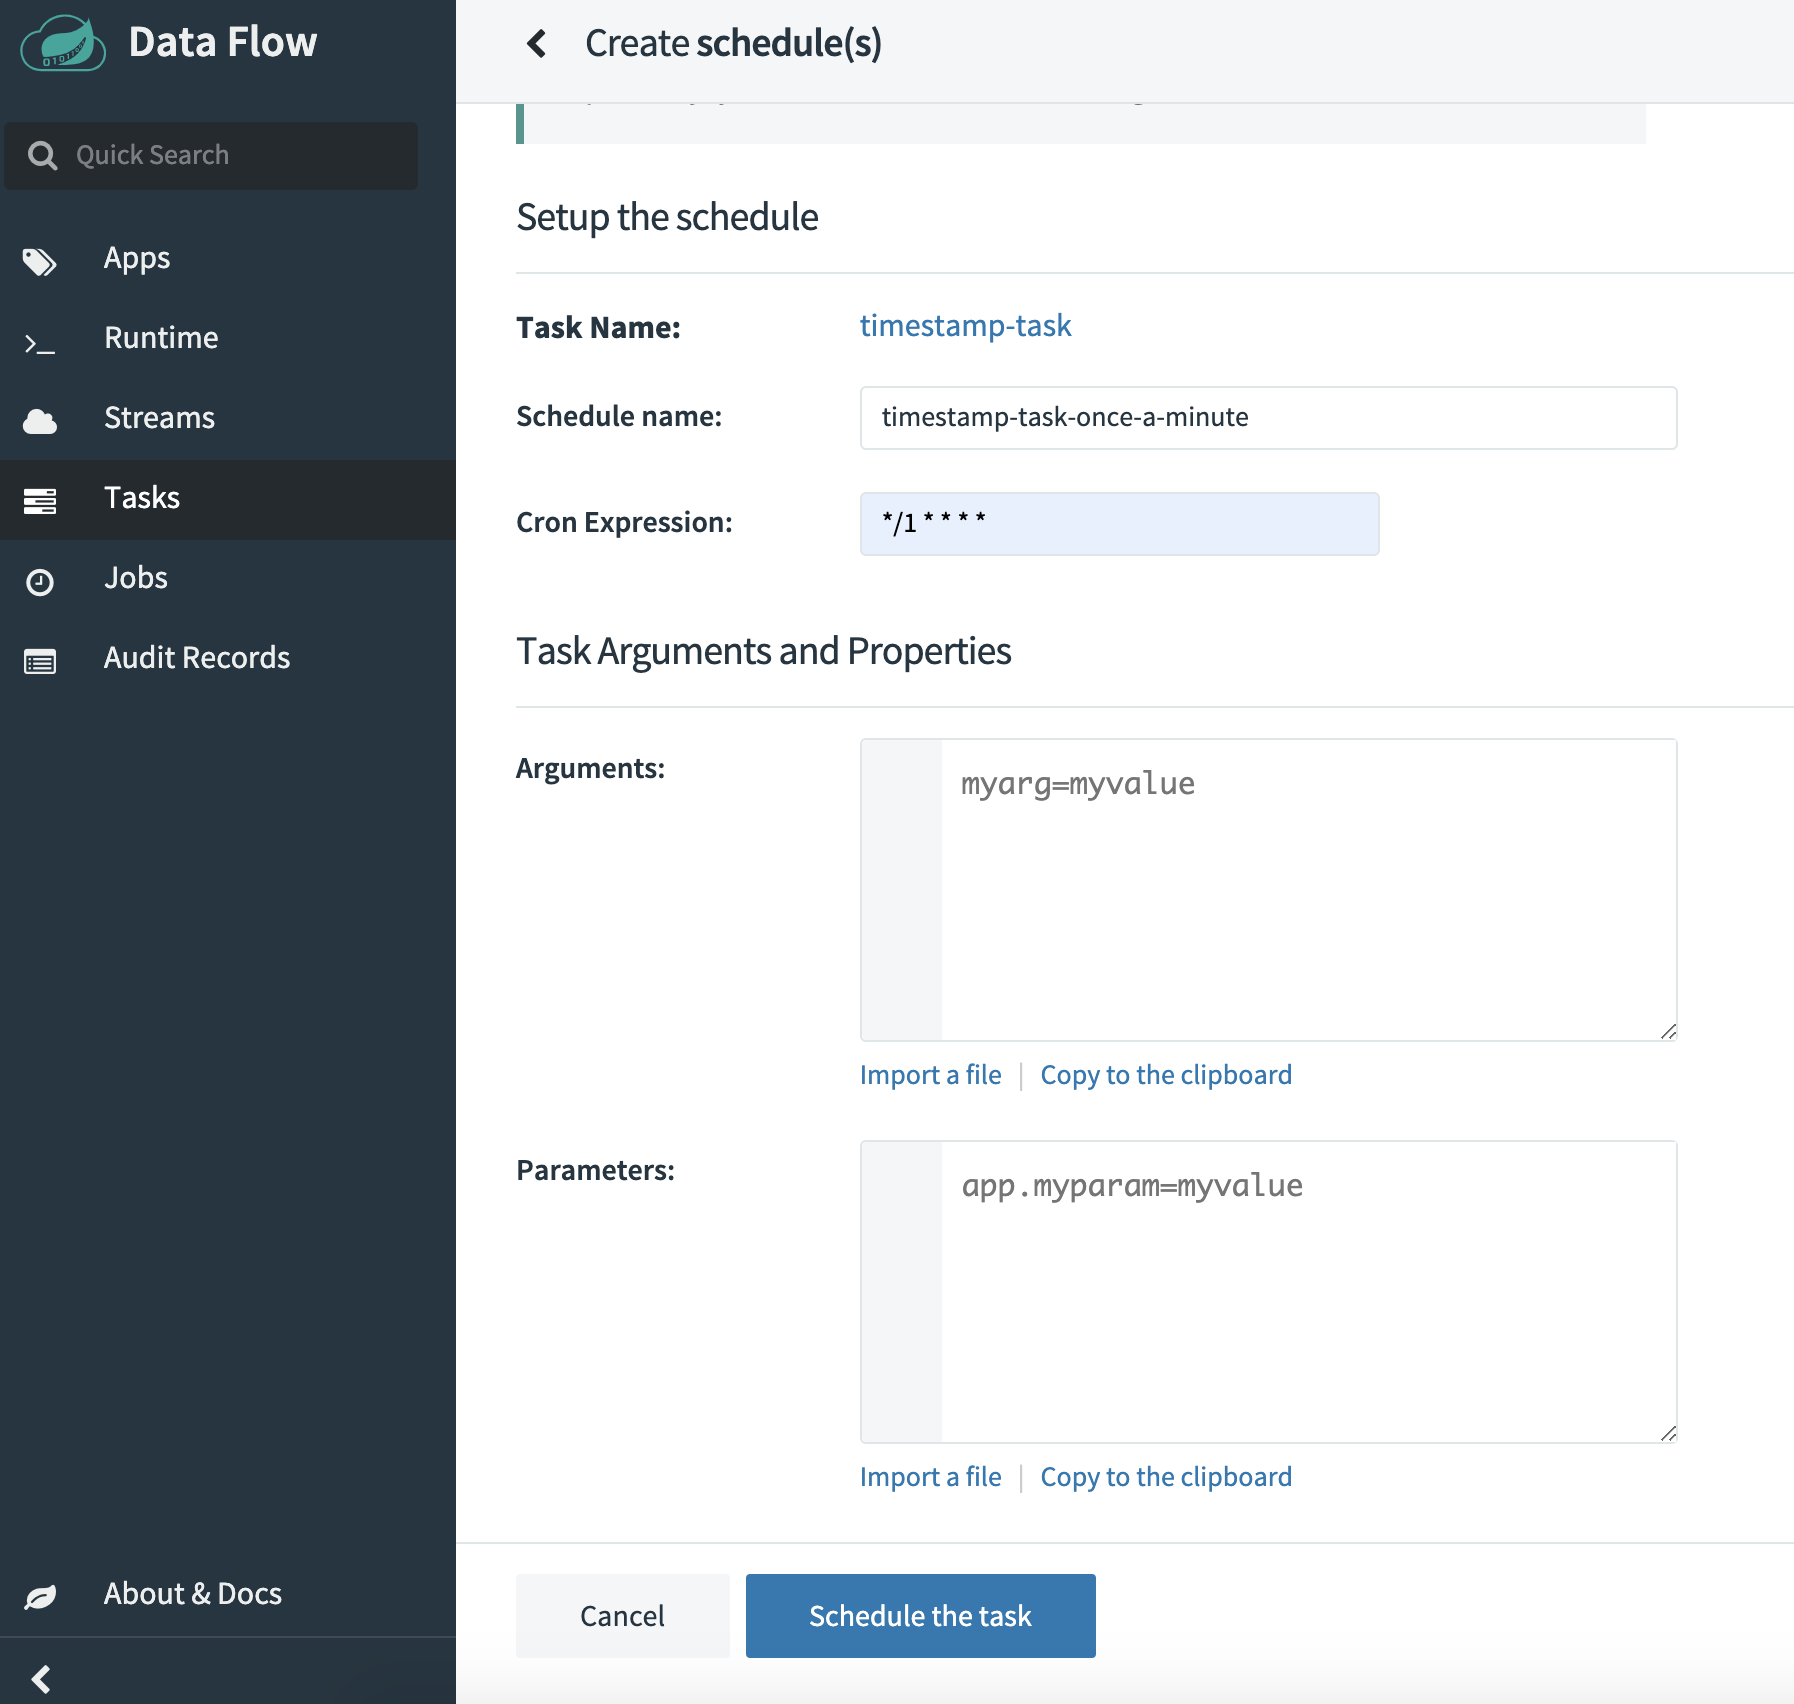 Data Flow
Quick Search
Apps
Runtime
Streams
Tasks
Jobs
Audit Records
About & Docs
Create schedule(s)
Setup the schedule
Task Name: timestamp-task
Schedule name: timestamp-task-once-a-minute
Cron Expression: */1 * * * *
Task Arguments and Properties
Arguments: myarg=myvalue
Import a file | Copy to the clipboard
Parameters: app.myparam=myvalue
Import a file | Copy to the clipboard
Cancel Schedule the task